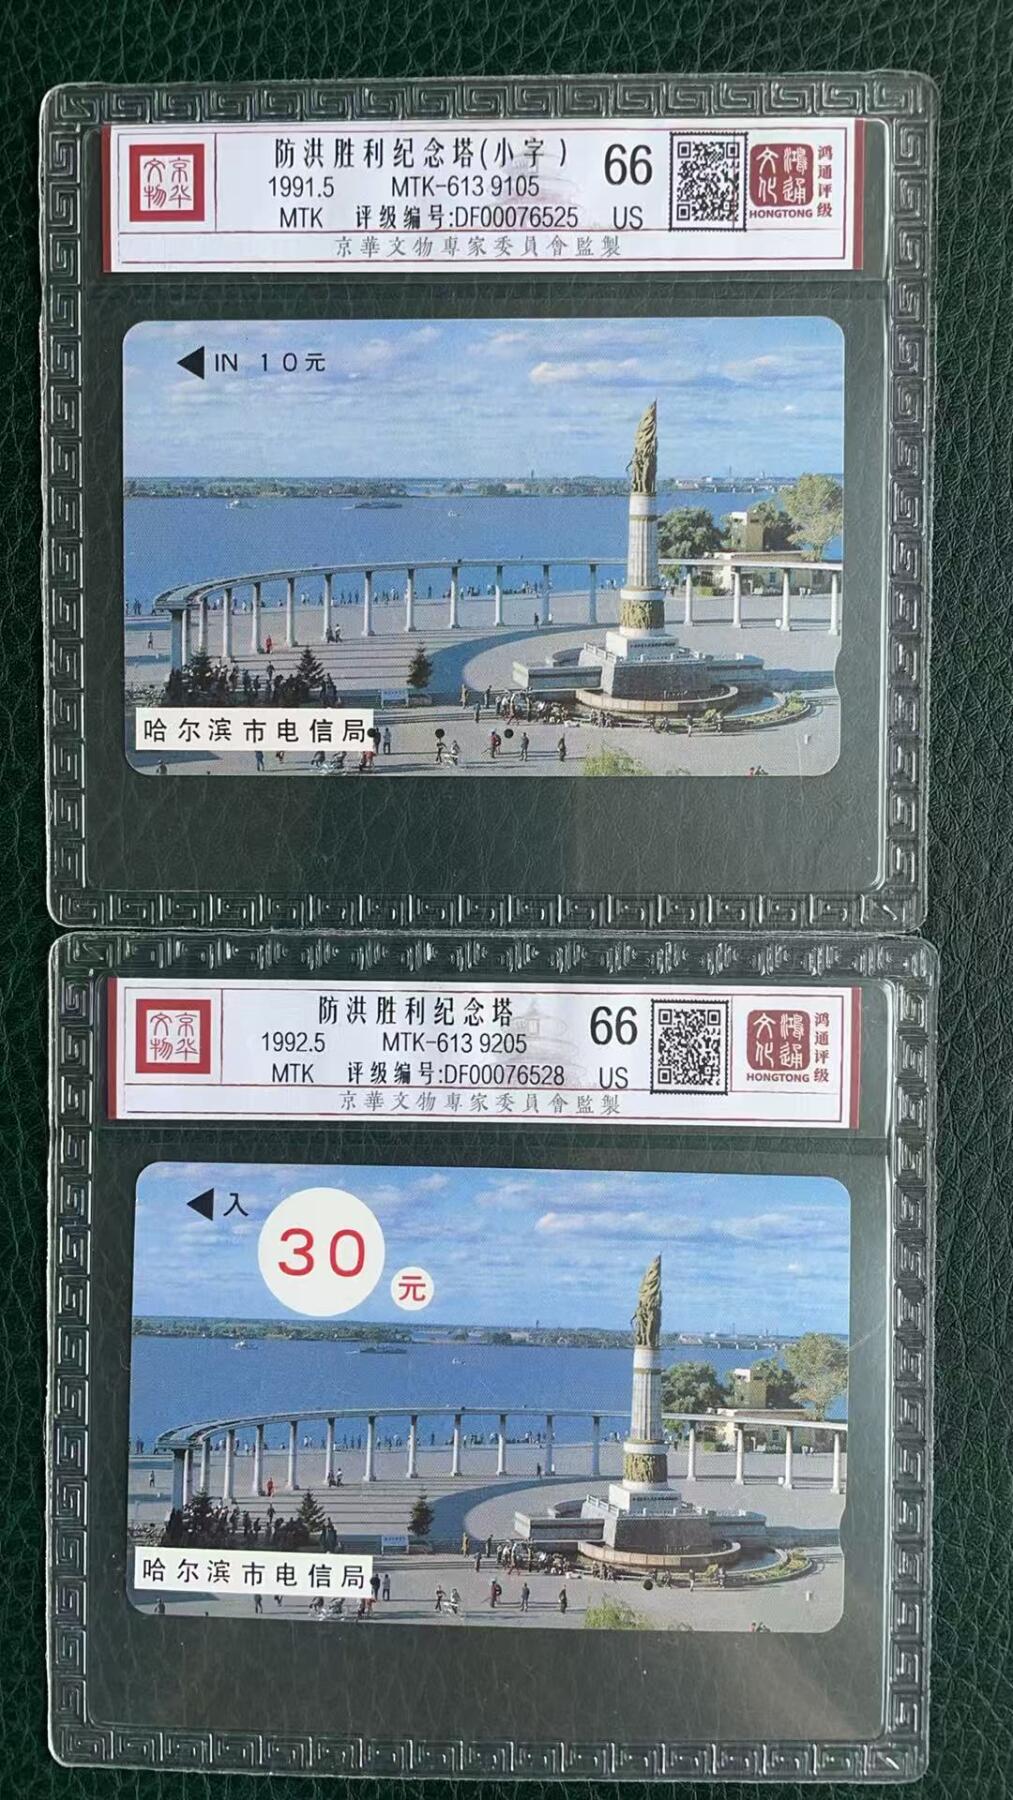 京华
文物
防洪胜利纪念塔(小字)
66
1991.5 MTK-613 9105
MTK 评级编号:DF00076525 US
京華文物專家委員會監製
鸿通
文化
HONGTONG
鸿通评级
IN 10元
哈尔滨市电信局
京华
文物
防洪胜利纪念塔
66
1992.5 MTK-613 9205
MTK 评级编号:DF00076528 US
京華文物專家委員會監製
鸿通
文化
HONGTONG
鸿通评级
入
30
元
哈尔滨市电信局